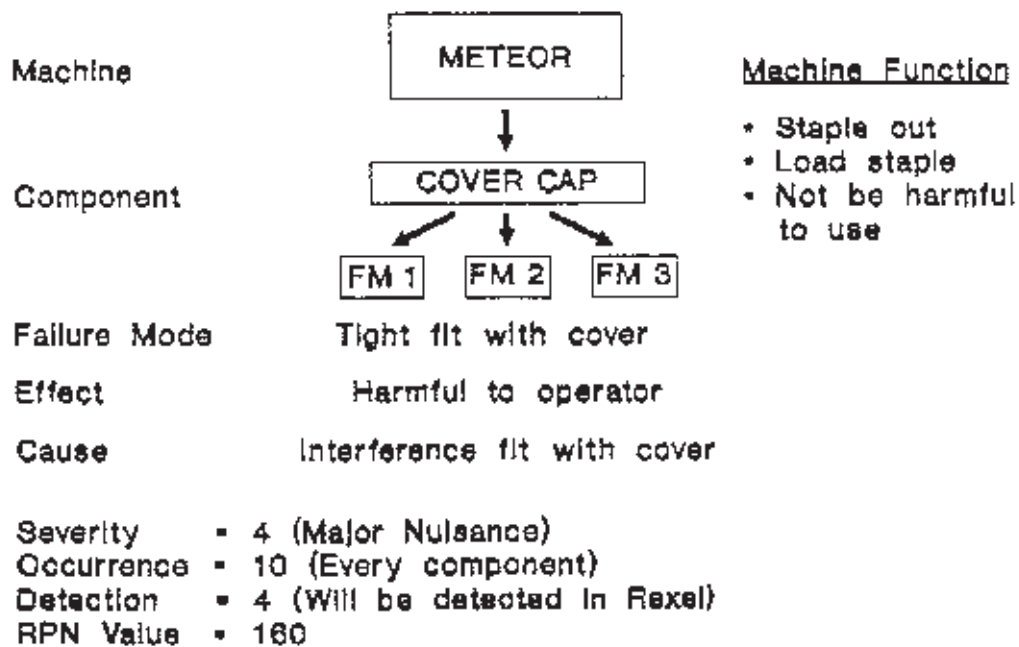 METEOR
Machine
Machine Function
• Staple out
• Load staple
• Not be harmful
to use
Component
COVER CAP
FM 1 FM 2 FM 3
Failure Mode Tight fit with cover
Effect Harmful to operator
Cause Interference fit with cover
Severity = 4 (Major Nuisance)
Occurrence = 10 (Every component)
Detection = 4 (Will be detected in Rexel)
RPN Value = 160